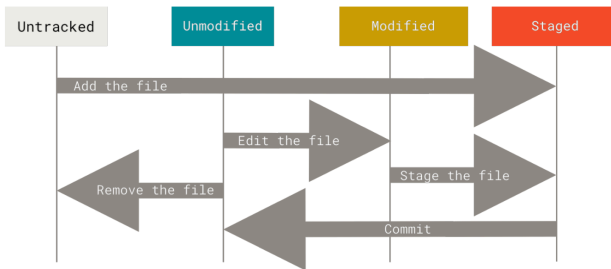 Untracked
Unmodified
Modified
Staged
Add the file
Edit the file
Stage the file
Remove the file
Commit